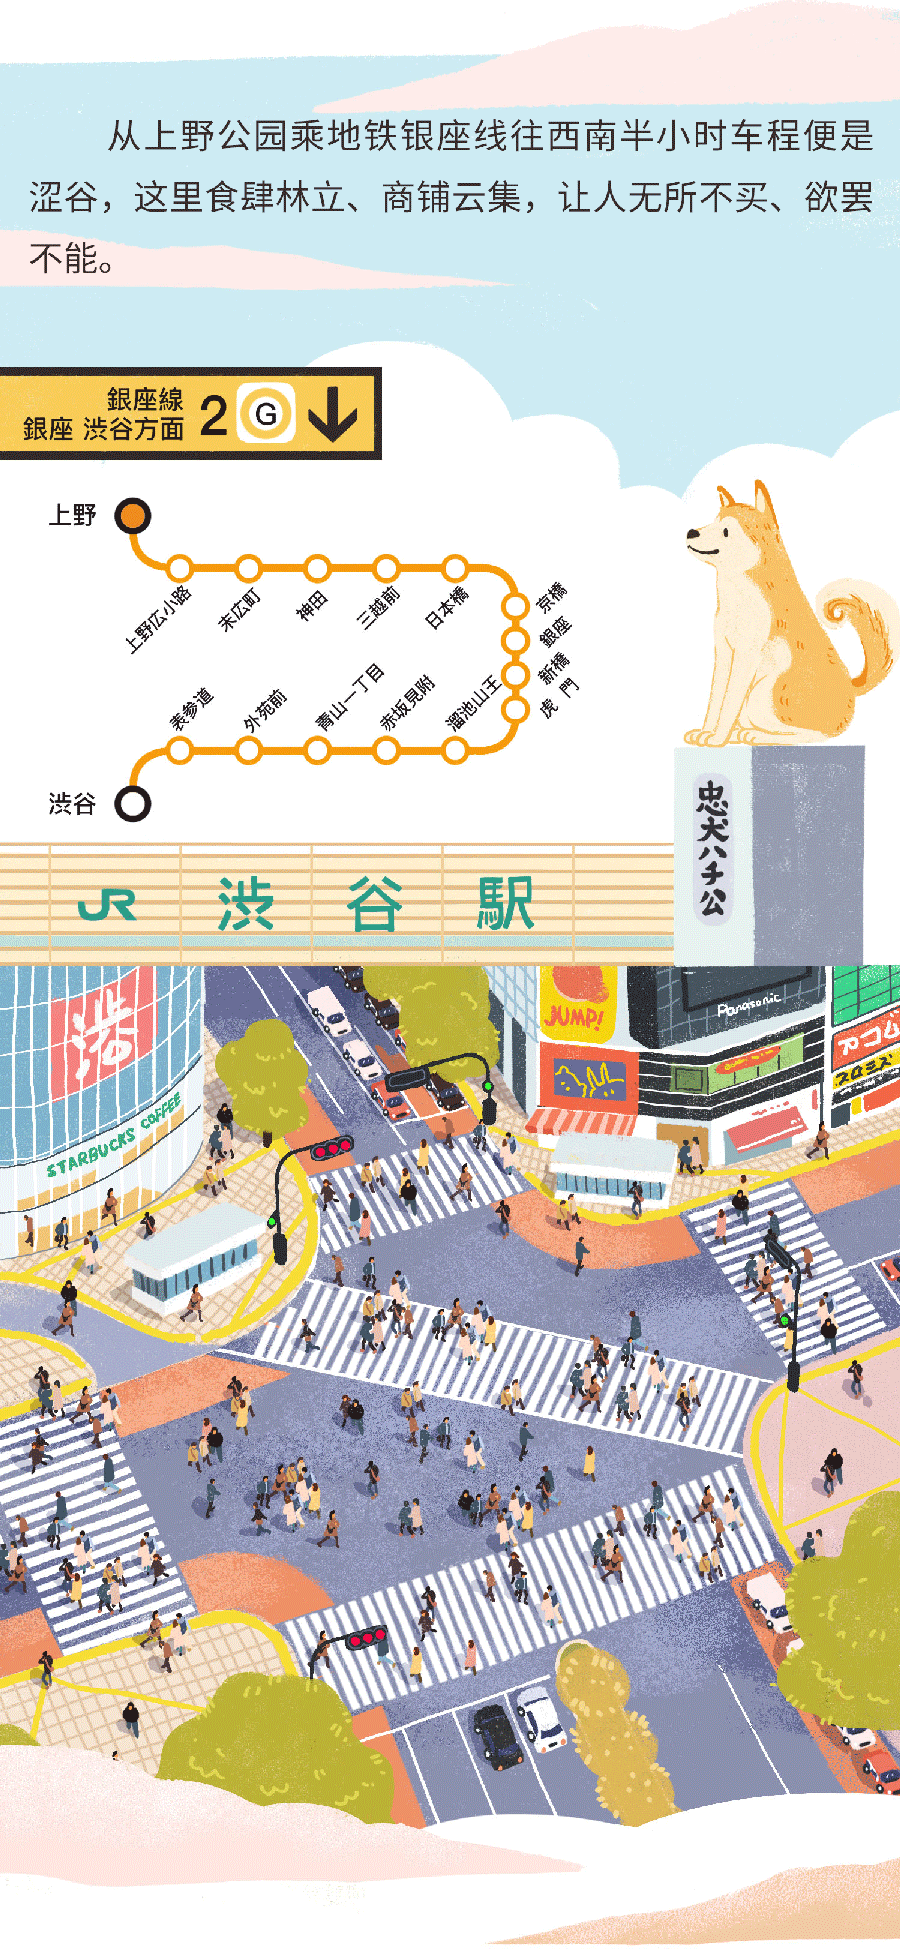 从上野公园乘地铁银座线往西南半小时车程便是
涩谷，这里食肆林立、商铺云集，让人无所不买、欲罢
不能。
銀座線
銀座 渋谷方面 2 G
上野
上野広小路
末広町
神田
三越前
日本橋
京橋
銀座
新橋
虎門
溜池山王
赤坂見附
青山一丁目
外苑前
表参道
渋谷
忠犬ハチ公
JR 渋谷駅
港
STARBUCKS COFFEE
JUMP!
Panasonic
アコム